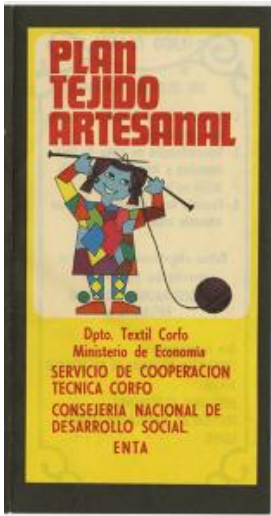 PLAN
TEJIDO
ARTESANAL
Dpto. Textil Corfo
Ministerio de Economia
SERVICIO DE COOPERACION
TECNICA CORFO
CONSEJERIA NACIONAL DE
DESARROLLO SOCIAL
ENTA